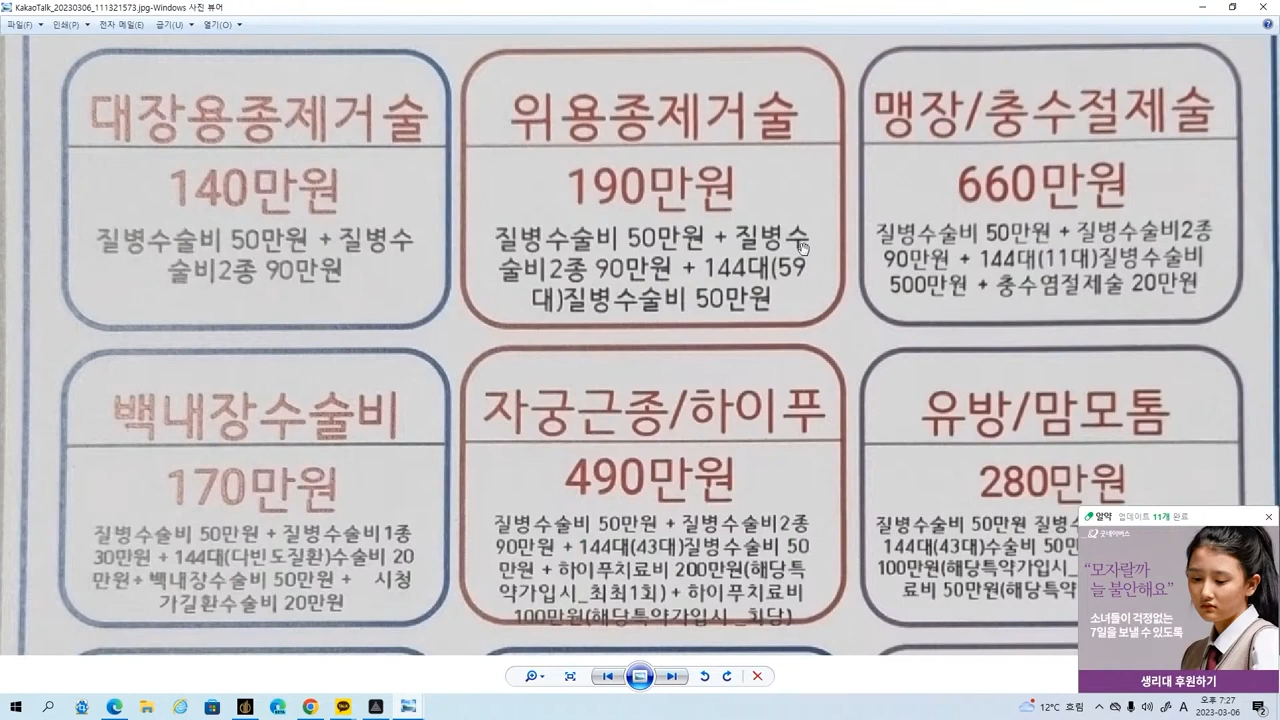 KakaoTalk_20230306_111321573.jpg-Windows 사진 뷰어
파일(F) 인쇄(P) 전자 메일(E) 굽기(U) 열기(O)
대장용종제거술
140만원
질병수술비 50만원 + 질병수
술비2종 90만원
위용종제거술
190만원
질병수술비 50만원 + 질병수
술비2종 90만원 + 144대(59
대)질병수술비 50만원
맹장/충수절제술
660만원
질병수술비 50만원 + 질병수술비2종
90만원 + 144대(11대)질병수술비
500만원 + 충수염절제술 20만원
백내장수술비
170만원
질병수술비 50만원 + 질병수술비1종
30만원 + 144대(다빈도질환)수술비 20
만원+ 백내장수술비 50만원 + 시청
가길환수술비 20만원
자궁근종/하이푸
490만원
질병수술비 50만원 + 질병수술비2종
90만원 + 144대(43대)질병수술비 50
만원 + 하이푸치료비 200만원(해당특
약가입시_최최1회) + 하이푸치료비
100만원(해당특약가입시 _회당)
유방/맘모톰
280만원
질병수술비 50만원 질병수
144대(43대)수술비 50만
100만원(해당특약가입시_
료비 50만원(해당특약
알약 업데이트 11개 완료
굿네이버스
“모자랄까
늘 불안해요”
소녀들이 걱정없는
7일을 보낼 수 있도록
생리대 후원하기
12°C 흐림
A
오후 7:27
2023-03-06
2